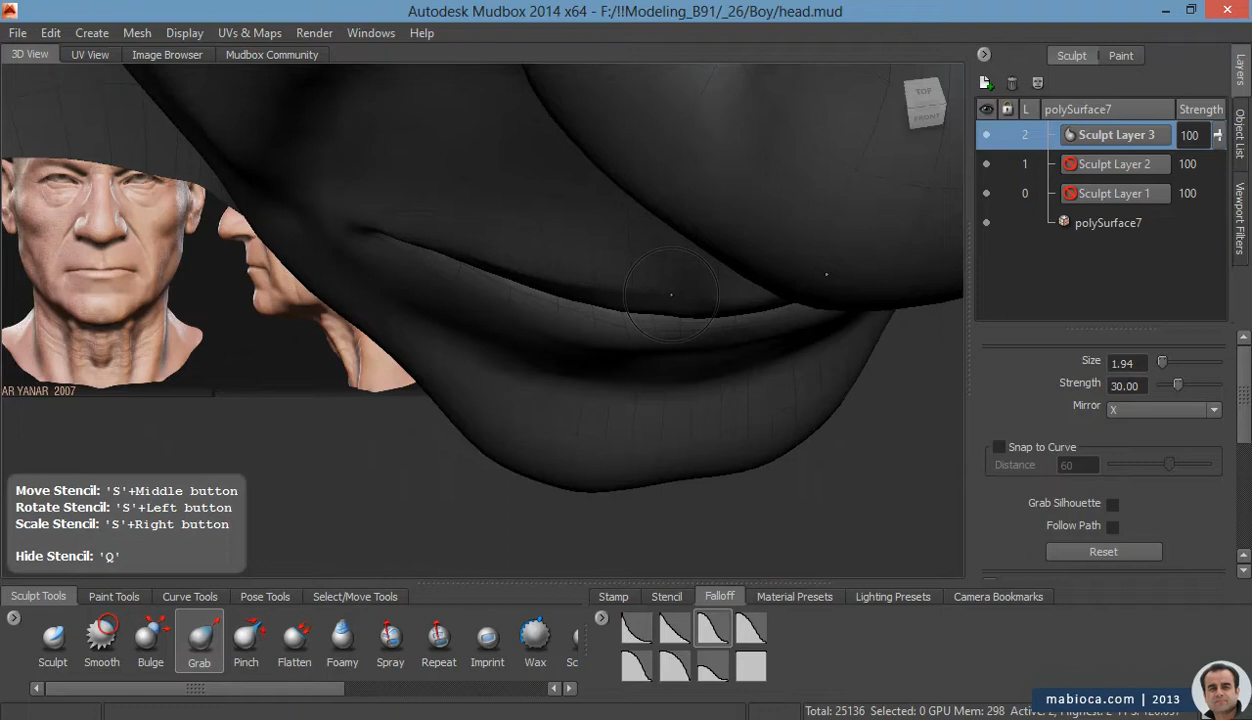 Autodesk Mudbox 2014 x64 - F:/!!Modeling_B91/_26/Boy/head.mud
File Edit Create Mesh Display UVs & Maps Render Windows Help
3D View UV View Image Browser Mudbox Community
Sculpt Paint
polySurface7 Strength
L
2 Sculpt Layer 3 100
1 Sculpt Layer 2 100
0 Sculpt Layer 1 100
polySurface7
Layers
Object List
Viewport Filters
TOP
FRONT
AR YANAR 2007
Size 1.94
Strength 30.00
Mirror X
Snap to Curve
Distance 60
Grab Silhouette
Follow Path
Reset
Move Stencil: 'S'+Middle button
Rotate Stencil: 'S'+Left button
Scale Stencil: 'S'+Right button
Hide Stencil: 'Q'
Sculpt Tools Paint Tools Curve Tools Pose Tools Select/Move Tools
Stamp Stencil Falloff Material Presets Lighting Presets Camera Bookmarks
Sculpt Smooth Bulge Grab Pinch Flatten Foamy Spray Repeat Imprint Wax Sc
mabioca.com | 2013
Total: 25136 Selected: 0 GPU Mem: 298